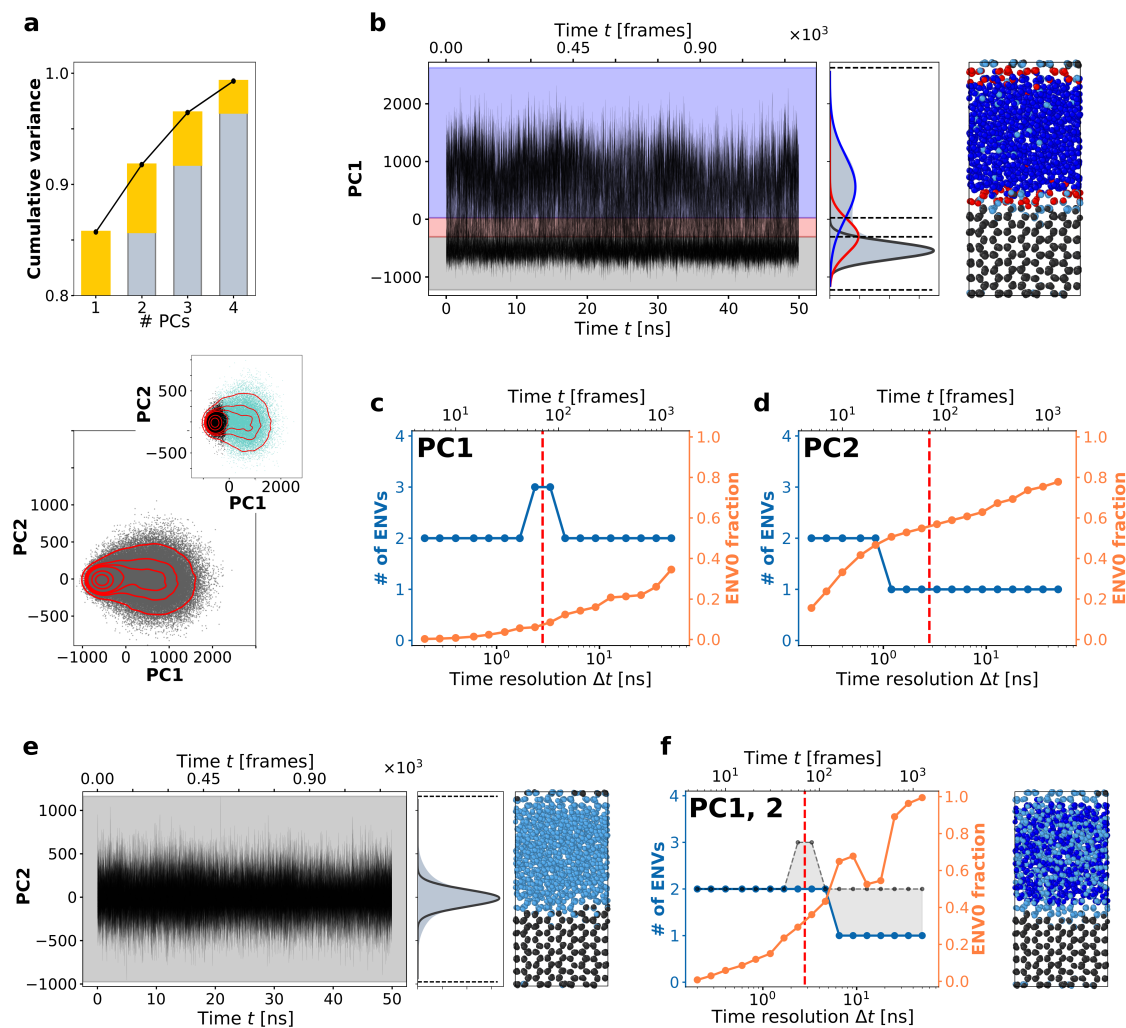 a
Cumulative variance
1.0
0.9
0.8
1
2
3
4
# PCs
PC2
500
−500
0
2000
PC1
PC2
1000
500
0
−500
−1000
0
1000
2000
PC1
b
Time t [frames]
0.00
0.45
0.90
×10³
PC1
2000
1000
0
−1000
0
10
20
30
40
50
Time t [ns]
c
Time t [frames]
10¹
10²
10³
PC1
# of ENVs
4
3
2
1
0
ENV0 fraction
1.0
0.8
0.6
0.4
0.2
0.0
10⁰
10¹
Time resolution Δt [ns]
d
Time t [frames]
10¹
10²
10³
PC2
# of ENVs
4
3
2
1
0
ENV0 fraction
1.0
0.8
0.6
0.4
0.2
0.0
10⁰
10¹
Time resolution Δt [ns]
e
Time t [frames]
0.00
0.45
0.90
×10³
PC2
1000
500
0
−500
−1000
0
10
20
30
40
50
Time t [ns]
f
Time t [frames]
10¹
10²
10³
PC1, 2
# of ENVs
4
3
2
1
0
ENV0 fraction
1.0
0.8
0.6
0.4
0.2
0.0
10⁰
10¹
Time resolution Δt [ns]